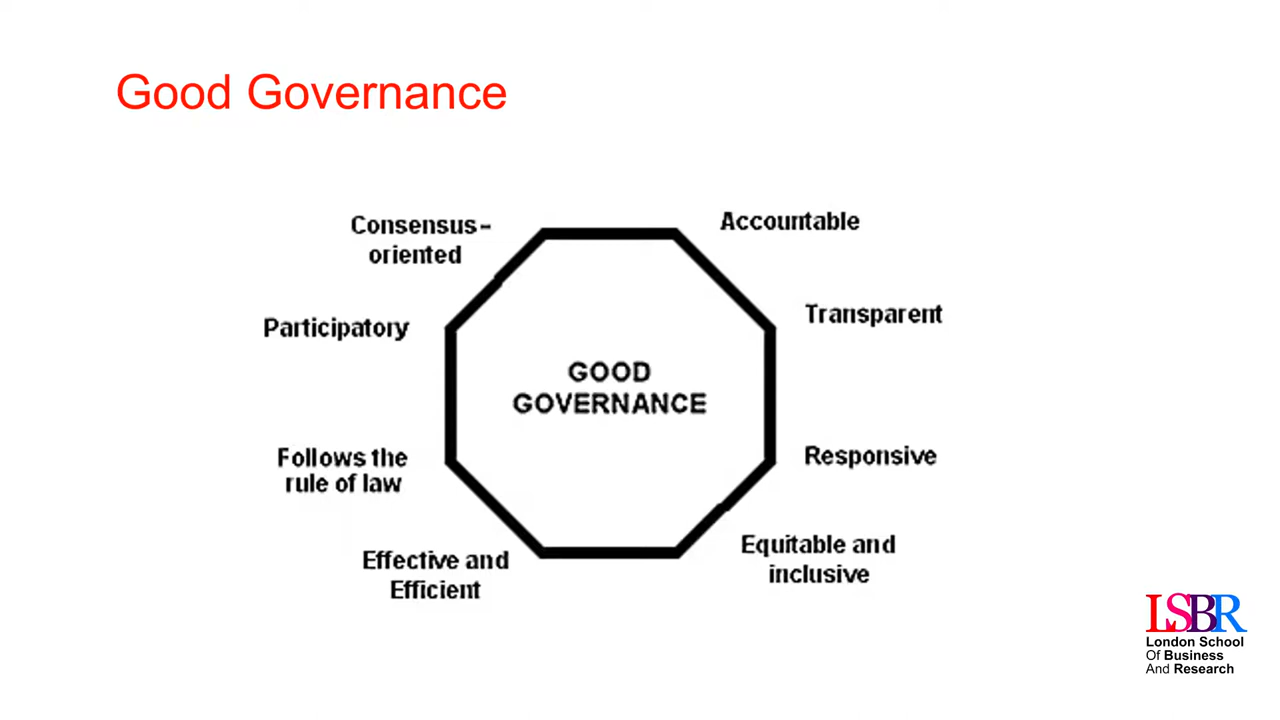 Good Governance
Consensus-
oriented
Accountable
Participatory
Transparent
GOOD
GOVERNANCE
Follows the
rule of law
Responsive
Effective and
Efficient
Equitable and
inclusive
LSBR
London School
Of Business
And Research